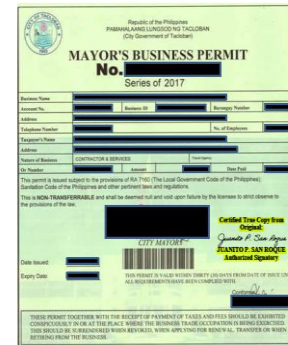 Republic of the Philippines
PAMAHALAANG LUNGSOD NG TACLOBAN
(City Government of Tacloban)
MAYOR'S BUSINESS PERMIT
No.
Series of 2017
Business Name
Account No.
Business ID
Barangay Number
Address
Telephone Number
No. of Employees
Taxpayer's Name
Address
Nature of Business CONTRACTOR & SERVICES
Or Number
Amount
Date Paid
This permit is issued subject to the provisions of RA 7160 (The Local Government Code of the Philippines),
Sanitation Code of the Philippines and other pertinent laws and regulations.
This is NON-TRANSFERRABLE and shall be deemed null and void upon failure by the licensee to strictly observe to
the provisions of the law.
Certified True Copy from
Original:
Juanito P. San Roque
JUANITO P. SAN ROQUE
Authorized Signatory
CITY MAYOR
Date Issued:
Expiry Date:
THIS PERMIT IS VALID WITHIN THIRTY (30) DAYS FROM DATE OF ISSUE UN
ALL REQUIREMENTS HAVE BEEN COMPLIED WITH.
THESE PERMIT TOGETHER WITH THE RECEIPT OF PAYMENT OF TAXES AND FEES SHOULD BE EXHIBITED
CONSPICUOUSLY IN OR AT THE PLACE WHERE THE BUSINESS TRADE OCCUPATION IS BEING EXERCISED.
THIS SHOULD BE SURRENDERED WHEN REVOKED, WHEN APPLYING FOR RENEWAL, TRANSFER OR WHEN
RETIRING FROM THE BUSINESS.